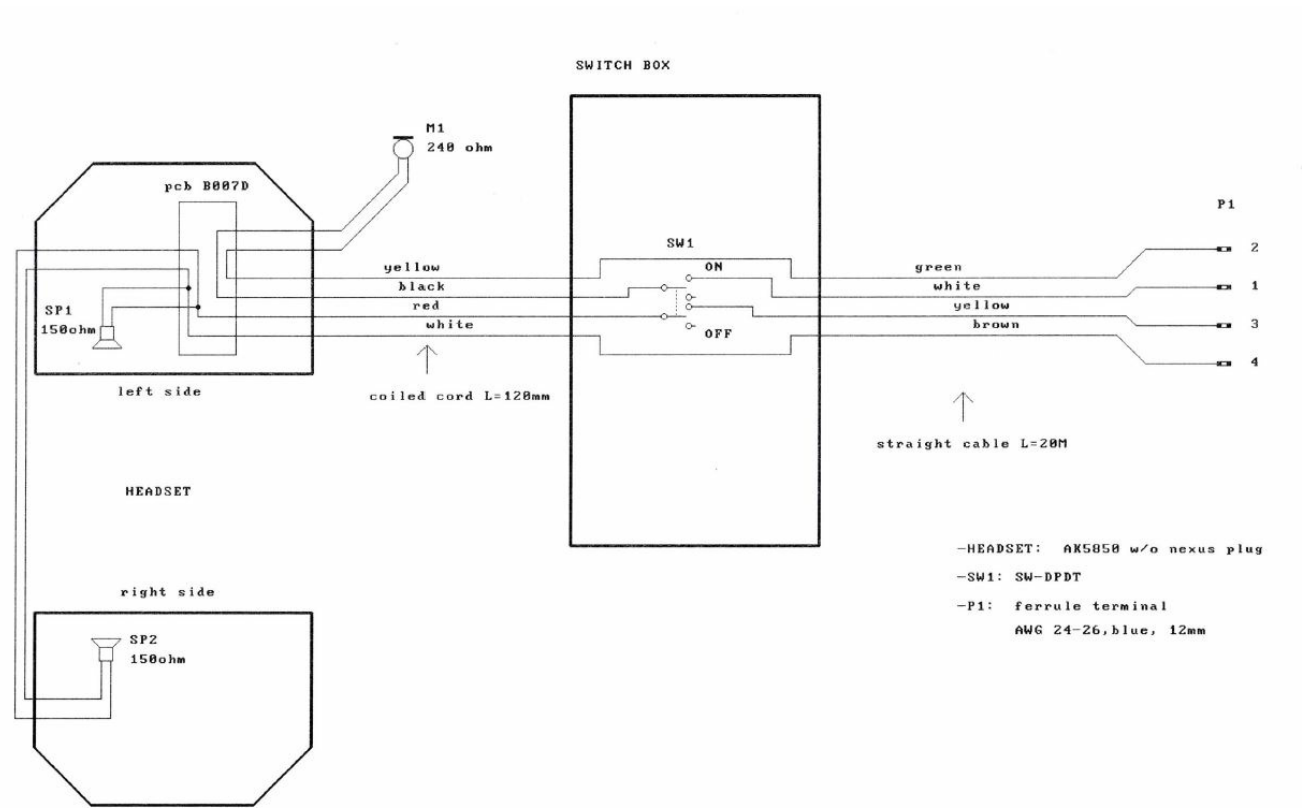 SWITCH BOX
M1
240 ohm
pcb B007D
P1
SW1
ON
OFF
yellow
black
red
white
green
white
yellow
brown
2
1
3
4
SP1
150ohm
left side
coiled cord L=120mm
straight cable L=20M
HEADSET
right side
SP2
150ohm
-HEADSET: AK5850 w/o nexus plug
-SW1: SW-DPDT
-P1: ferrule terminal
AWG 24-26,blue, 12mm